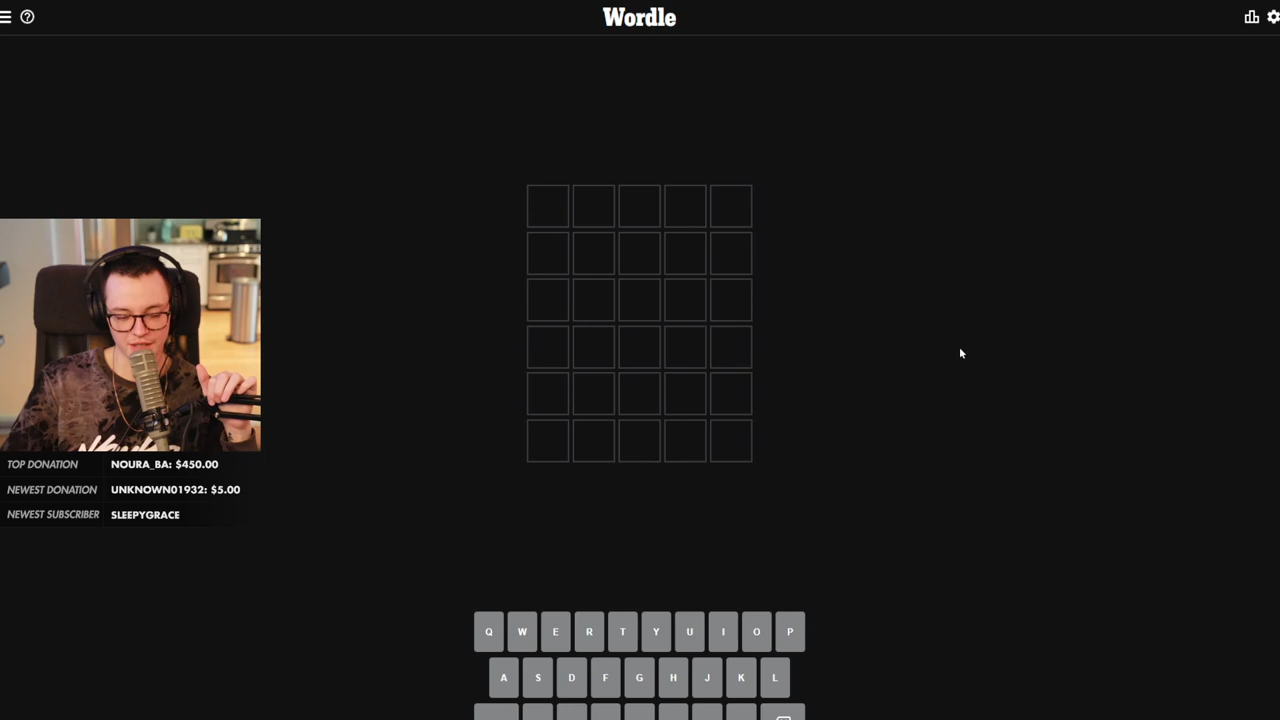 Wordle
TOP DONATION NOURA_BA: $450.00
NEWEST DONATION UNKNOWN01932: $5.00
NEWEST SUBSCRIBER SLEEPYGRACE
Q W E R T Y U I O P
A S D F G H J K L